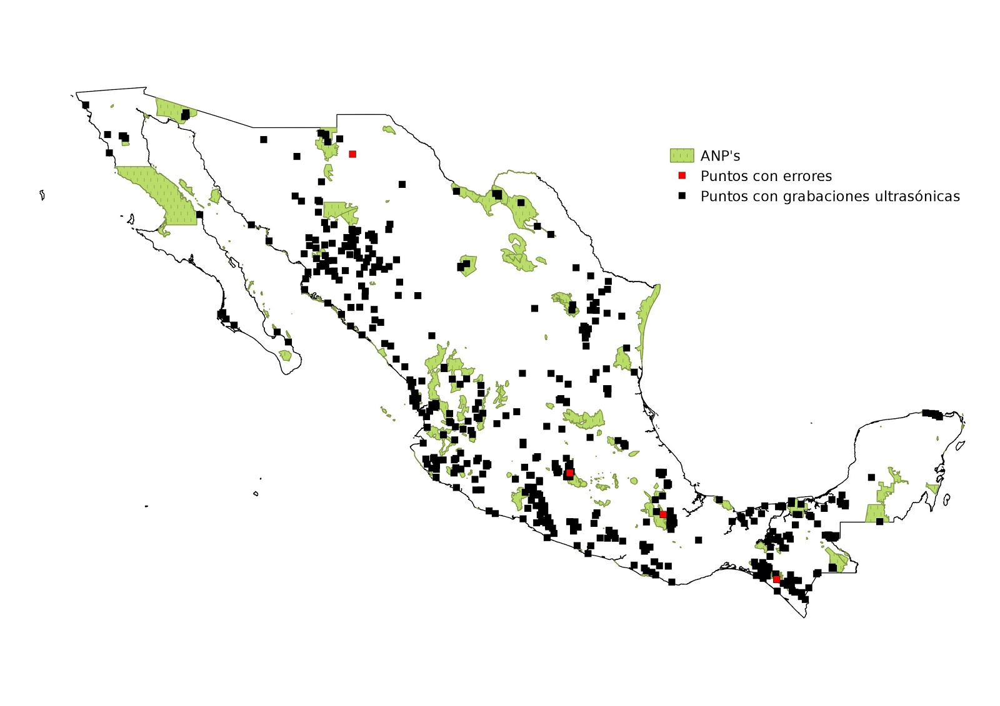 ANP's
Puntos con errores
Puntos con grabaciones ultrasónicas